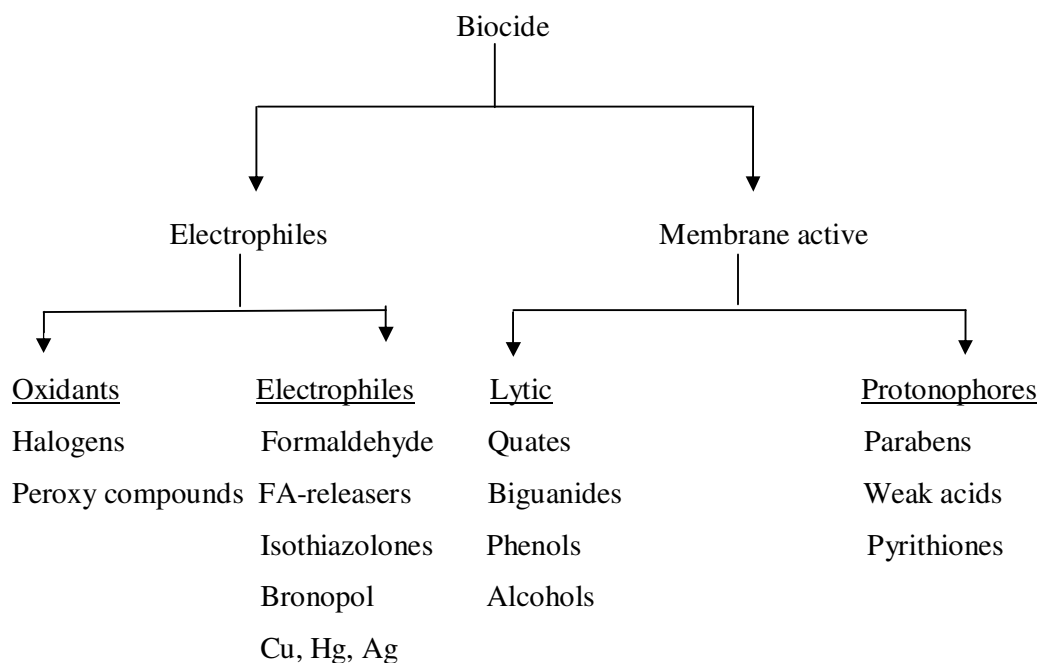 Biocide
Electrophiles Membrane active
Oxidants Electrophiles Lytic Protonophores
Halogens Formaldehyde Quates Parabens
Peroxy compounds FA-releasers Biguanides Weak acids
Isothiazolones Phenols Pyrithiones
Bronopol Alcohols
Cu, Hg, Ag